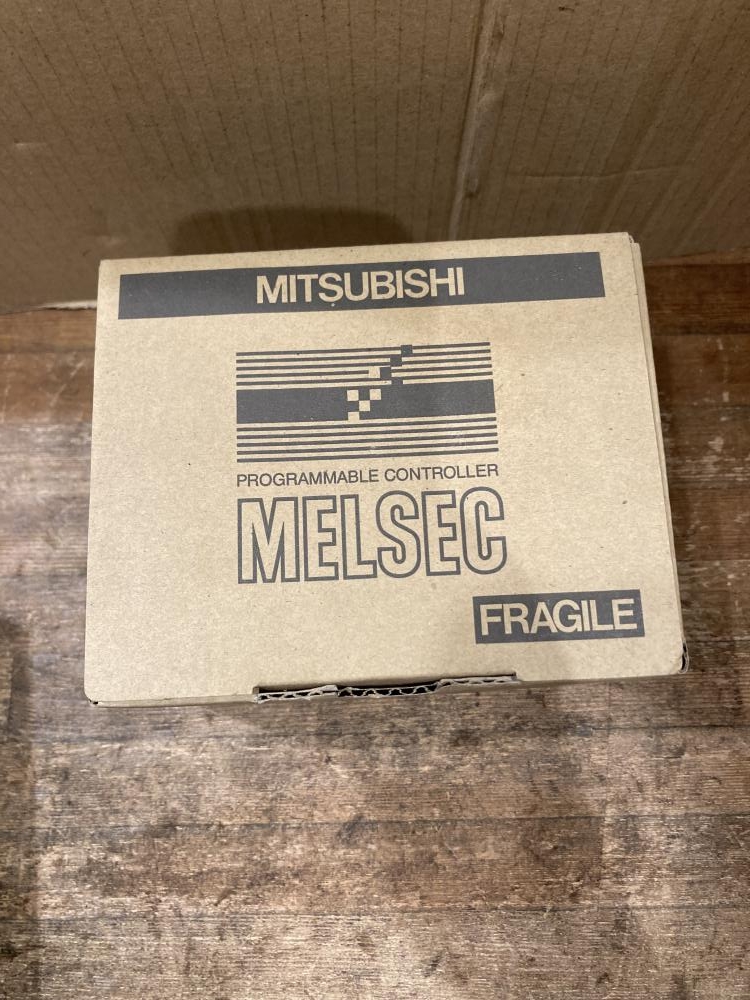 MITSUBISHI
PROGRAMMABLE CONTROLLER
MELSEC
FRAGILE